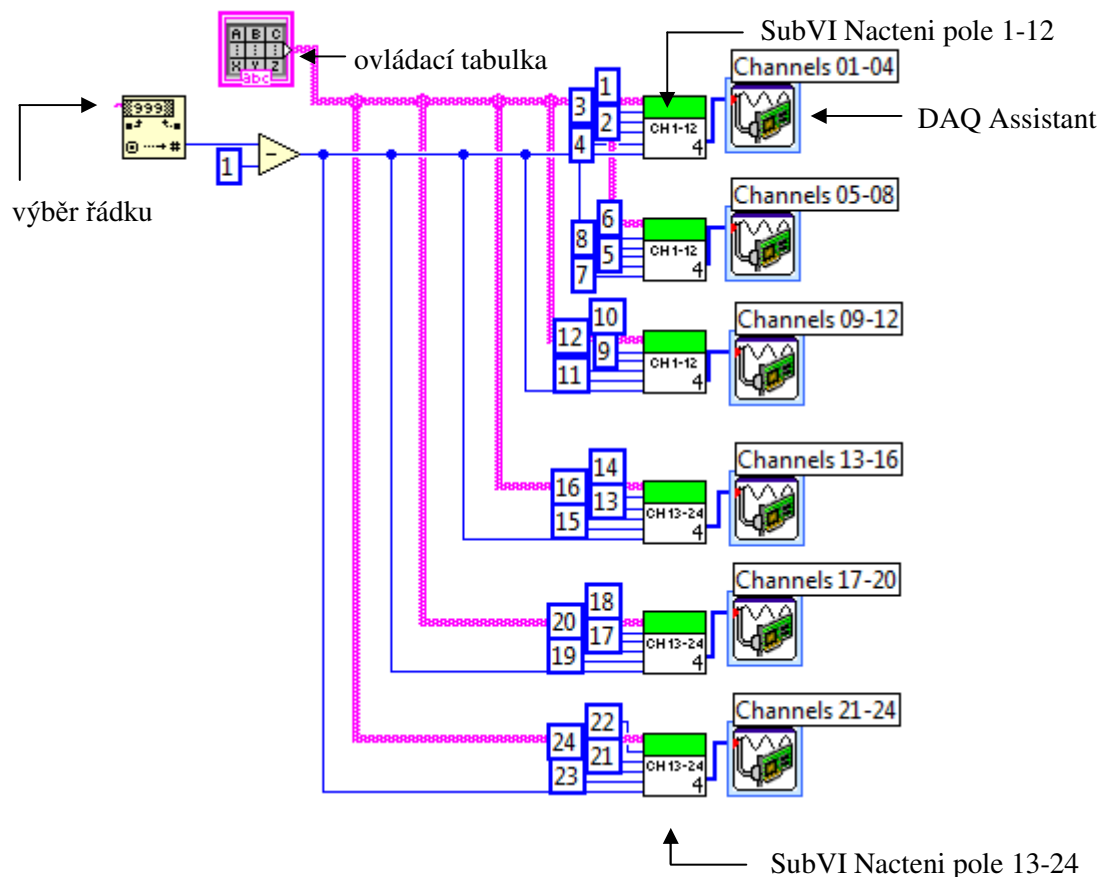 SubVI Nacteni pole 1-12
A B C
X Y Z
abc
ovládací tabulka
Channels 01-04
999
1
3
2
4
CH 1-12
4
DAQ Assistant
1
výběr řádku
Channels 05-08
6
8
5
7
CH 1-12
4
Channels 09-12
10
12
9
11
CH 1-12
4
Channels 13-16
14
16
13
15
CH 13-24
4
Channels 17-20
18
20
17
19
CH 13-24
4
Channels 21-24
22
24
21
23
CH 13-24
4
SubVI Nacteni pole 13-24